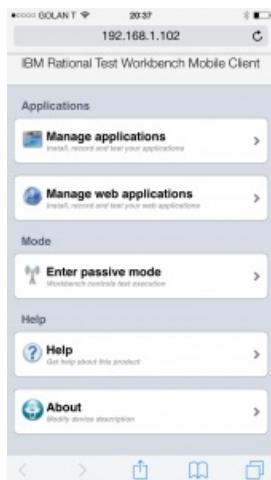 GOLAN T 20:37
192.168.1.102
IBM Rational Test Workbench Mobile Client
Applications
Manage applications
Install, record and test your applications
Manage web applications
Install, record and test your web applications
Mode
Enter passive mode
Workbench controls test execution
Help
Help
Get help about this product
About
Modify device description